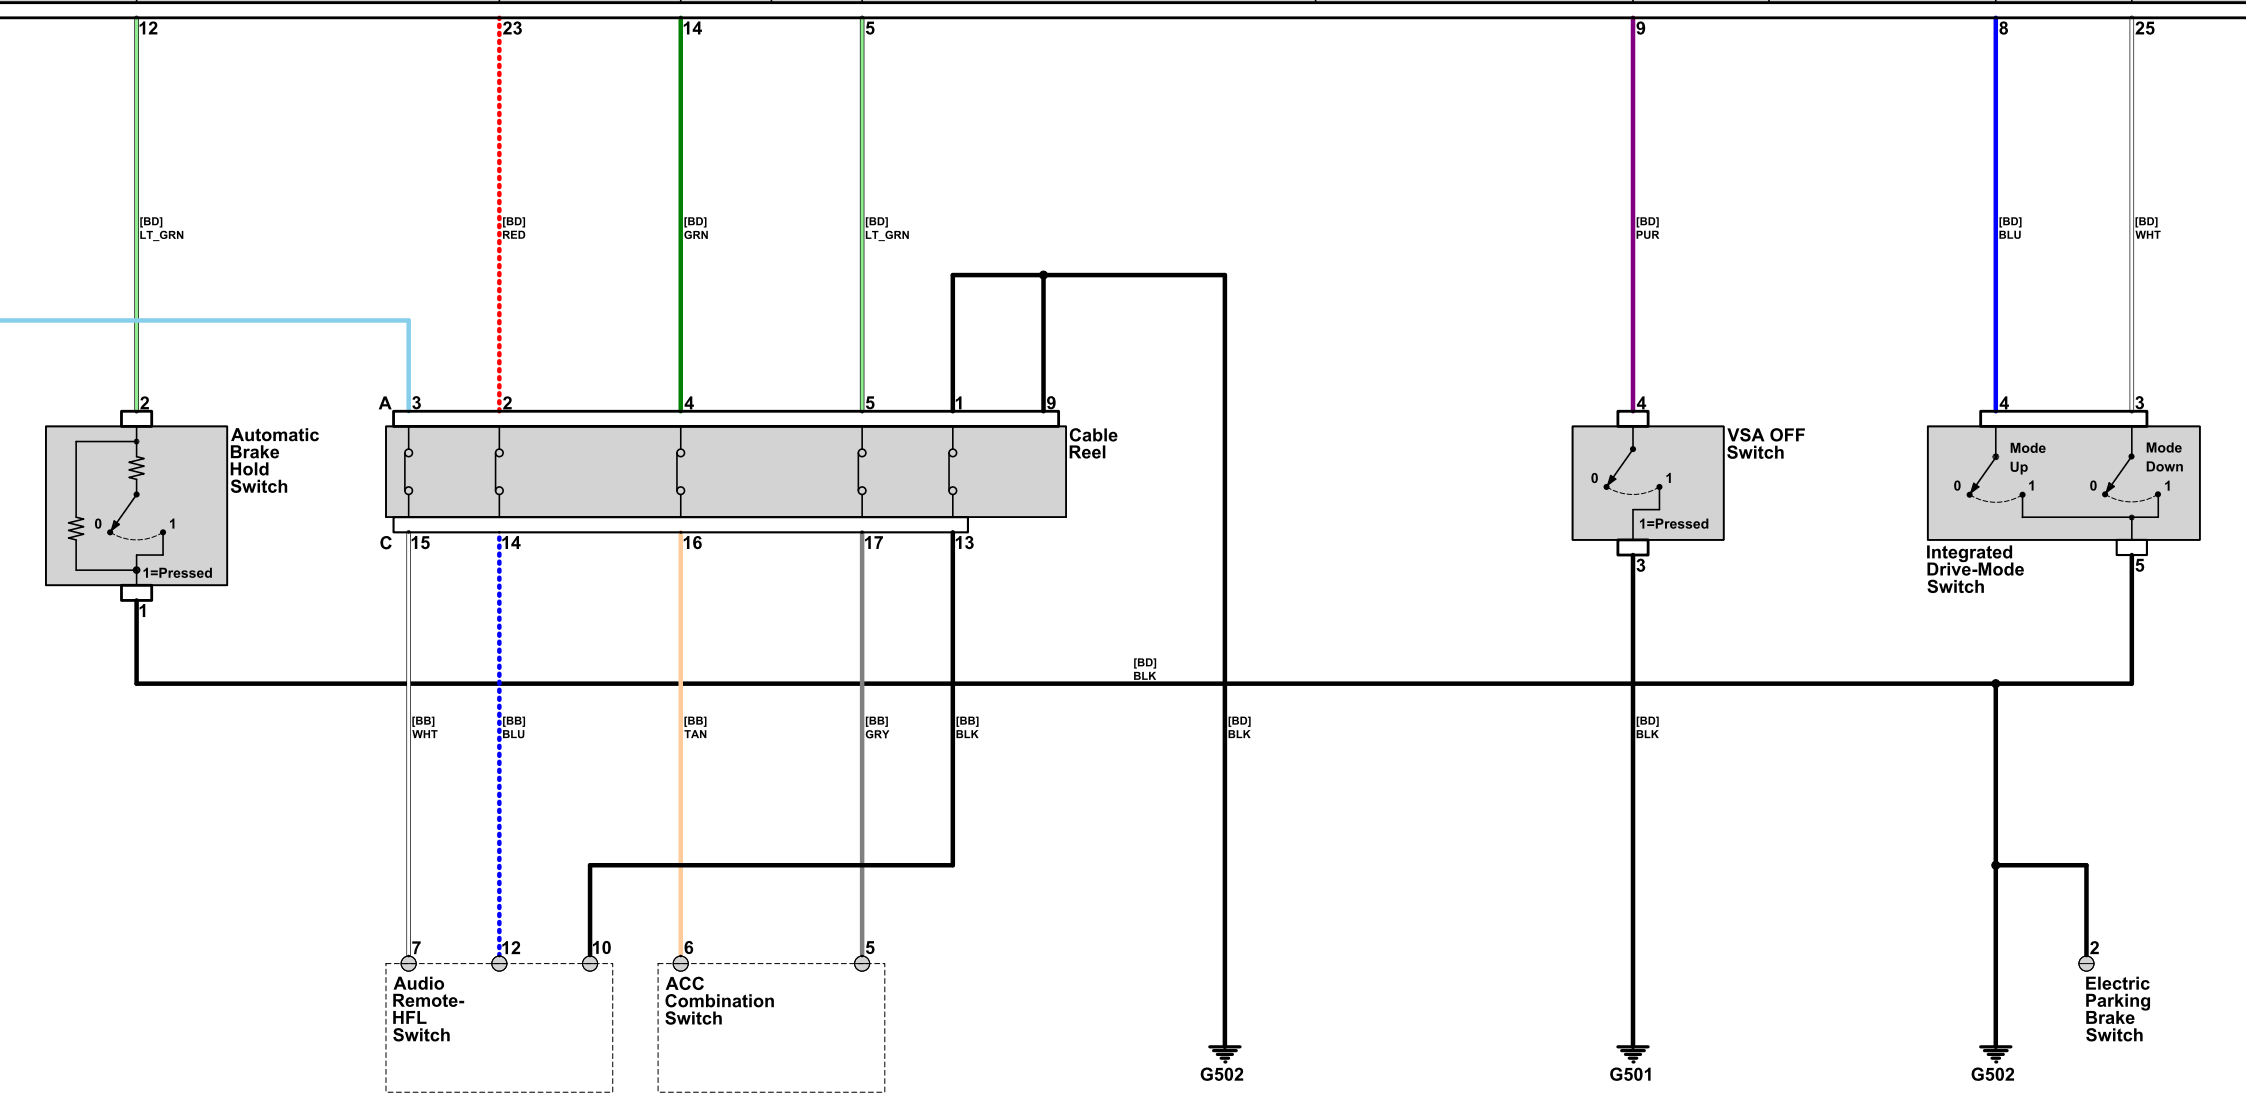 12
23
14
5
9
8
25
[BD]
LT_GRN
[BD]
RED
[BD]
GRN
[BD]
LT_GRN
[BD]
PUR
[BD]
BLU
[BD]
WHT
2
A
3
2
4
5
1
9
4
4
3
Automatic
Brake
Hold
Switch
0
1
1=Pressed
1
Cable
Reel
C
15
14
16
17
13
VSA OFF
Switch
0
1
1=Pressed
3
Mode
Up
0
1
Mode
Down
0
1
Integrated
Drive-Mode
Switch
5
[BD]
BLK
[BB]
WHT
[BB]
BLU
[BB]
TAN
[BB]
GRY
[BB]
BLK
[BD]
BLK
[BD]
BLK
7
12
10
6
5
2
Audio
Remote-
HFL
Switch
ACC
Combination
Switch
Electric
Parking
Brake
Switch
G502
G501
G502